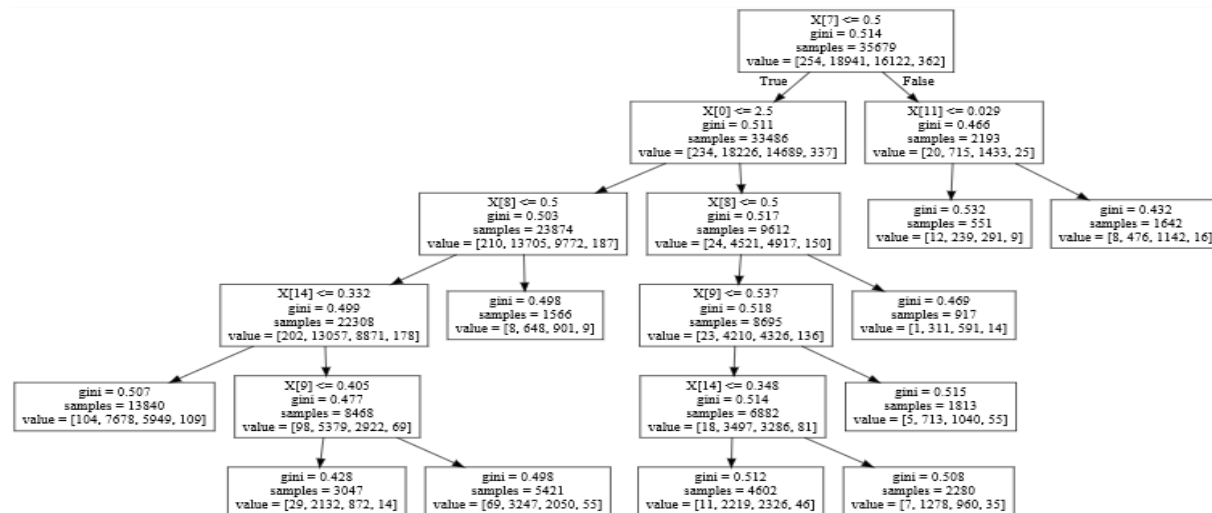 X[7] <= 0.5
gini = 0.514
samples = 35679
value = [254, 18941, 16122, 362]
True
False
X[0] <= 2.5
gini = 0.511
samples = 33486
value = [234, 18226, 14689, 337]
X[11] <= 0.029
gini = 0.466
samples = 2193
value = [20, 715, 1433, 25]
X[8] <= 0.5
gini = 0.503
samples = 23874
value = [210, 13705, 9772, 187]
X[8] <= 0.5
gini = 0.517
samples = 9612
value = [24, 4521, 4917, 150]
gini = 0.532
samples = 551
value = [12, 239, 291, 9]
gini = 0.432
samples = 1642
value = [8, 476, 1142, 16]
X[14] <= 0.332
gini = 0.499
samples = 22308
value = [202, 13057, 8871, 178]
gini = 0.498
samples = 1566
value = [8, 648, 901, 9]
X[9] <= 0.537
gini = 0.518
samples = 8695
value = [23, 4210, 4326, 136]
gini = 0.469
samples = 917
value = [1, 311, 591, 14]
gini = 0.507
samples = 13840
value = [104, 7678, 5949, 109]
X[9] <= 0.405
gini = 0.477
samples = 8468
value = [98, 5379, 2922, 69]
X[14] <= 0.348
gini = 0.514
samples = 6882
value = [18, 3497, 3286, 81]
gini = 0.515
samples = 1813
value = [5, 713, 1040, 55]
gini = 0.428
samples = 3047
value = [29, 2132, 872, 14]
gini = 0.498
samples = 5421
value = [69, 3247, 2050, 55]
gini = 0.512
samples = 4602
value = [11, 2219, 2326, 46]
gini = 0.508
samples = 2280
value = [7, 1278, 960, 35]